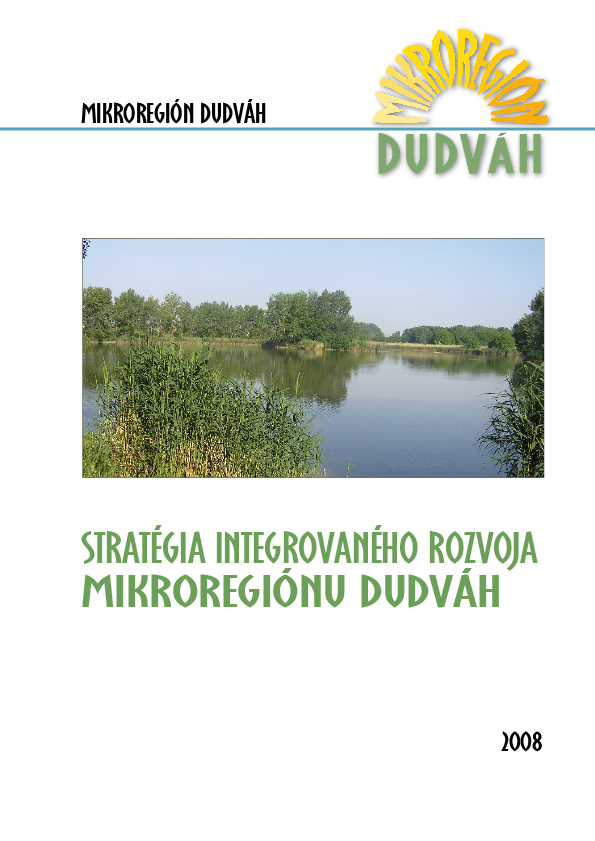 MIKROREGIÓN DUDVÁH
MIKROREGIÓN
DUDVÁH
STRATÉGIA INTEGROVANÉHO ROZVOJA
MIKROREGIÓNU DUDVÁH
2008